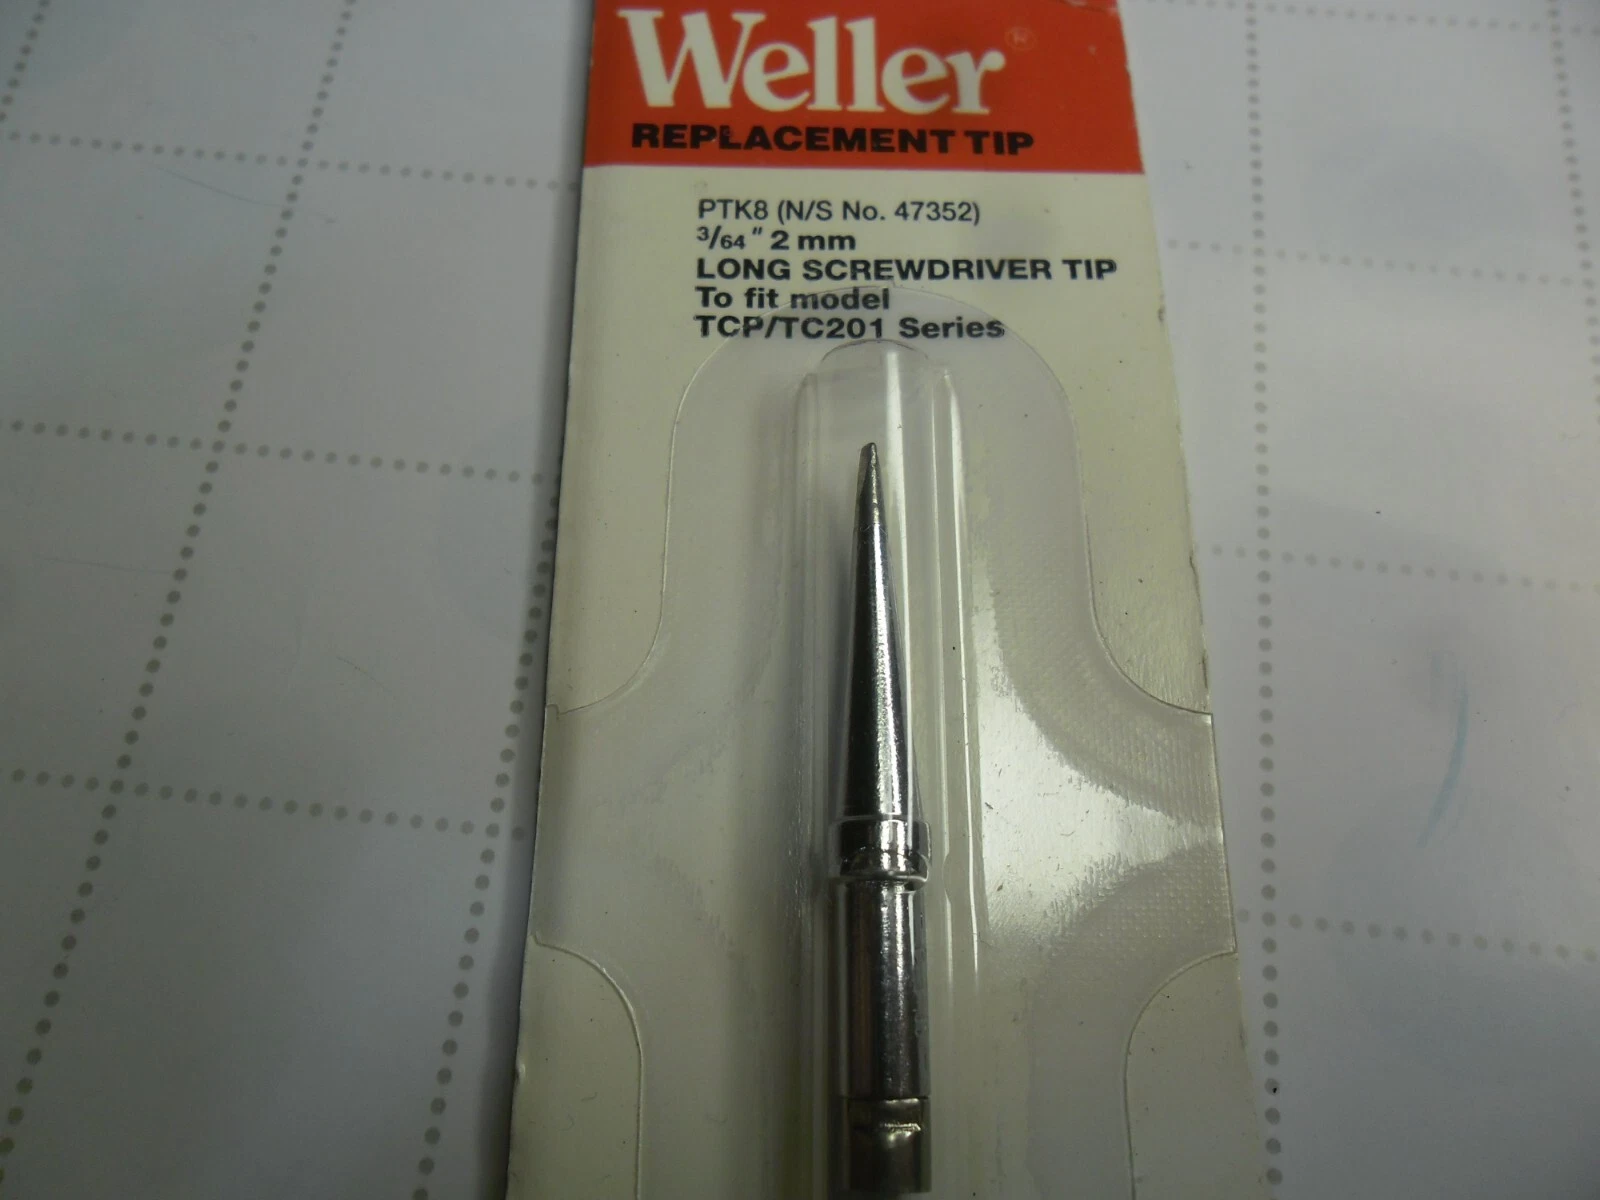 Weller ®
REPLACEMENT TIP
PTK8 (N/S No. 47352)
3/64" 2 mm
LONG SCREWDRIVER TIP
To fit model
TCP/TC201 Series